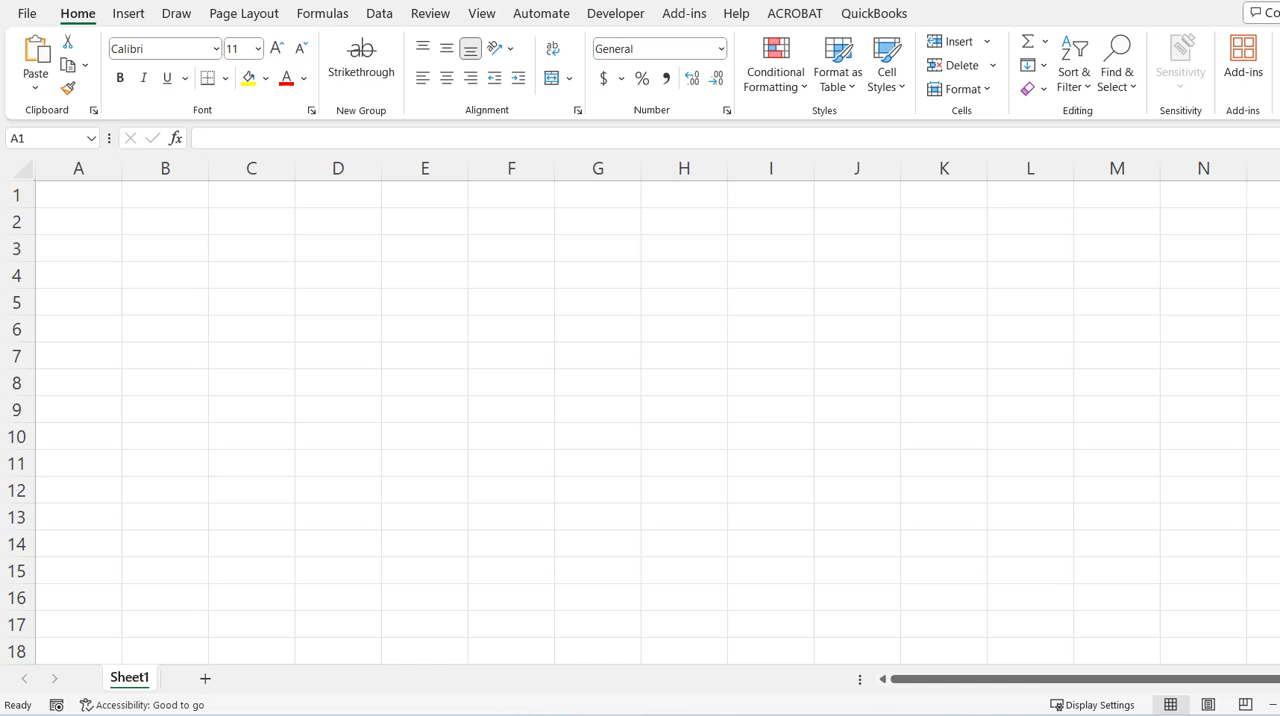 File Home Insert Draw Page Layout Formulas Data Review View Automate Developer Add-ins Help ACROBAT QuickBooks Co
Paste
Calibri 11
B I U A
Clipboard
Font
ab
Strikethrough
New Group
ab
Alignment
General
$ % 9
Number
Conditional Formatting
Format as Table
Cell Styles
Styles
Insert
Delete
Format
Cells
Σ
Sort & Filter
Find & Select
Editing
Sensitivity
Sensitivity
Add-ins
Add-ins
A1 fx
A B C D E F G H I J K L M N
1
2
3
4
5
6
7
8
9
10
11
12
13
14
15
16
17
18
Sheet1 +
Ready Accessibility: Good to go Display Settings